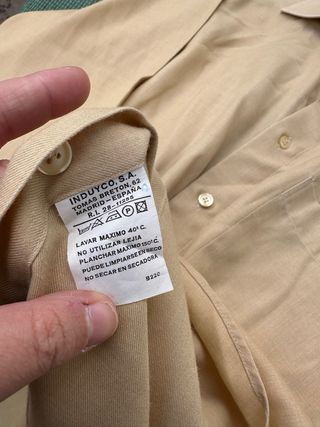 INDUYCO, S.A.
TOMAS BRETON, 62
MADRID - ESPAÑA
R.I. 28-11055
P
LAVAR MAXIMO 40º C.
NO UTILIZAR LEJIA
PLANCHAR MAXIMO 150º C.
PUEDE LIMPIARSE EN SECO
NO SECAR EN SECADORA
B220